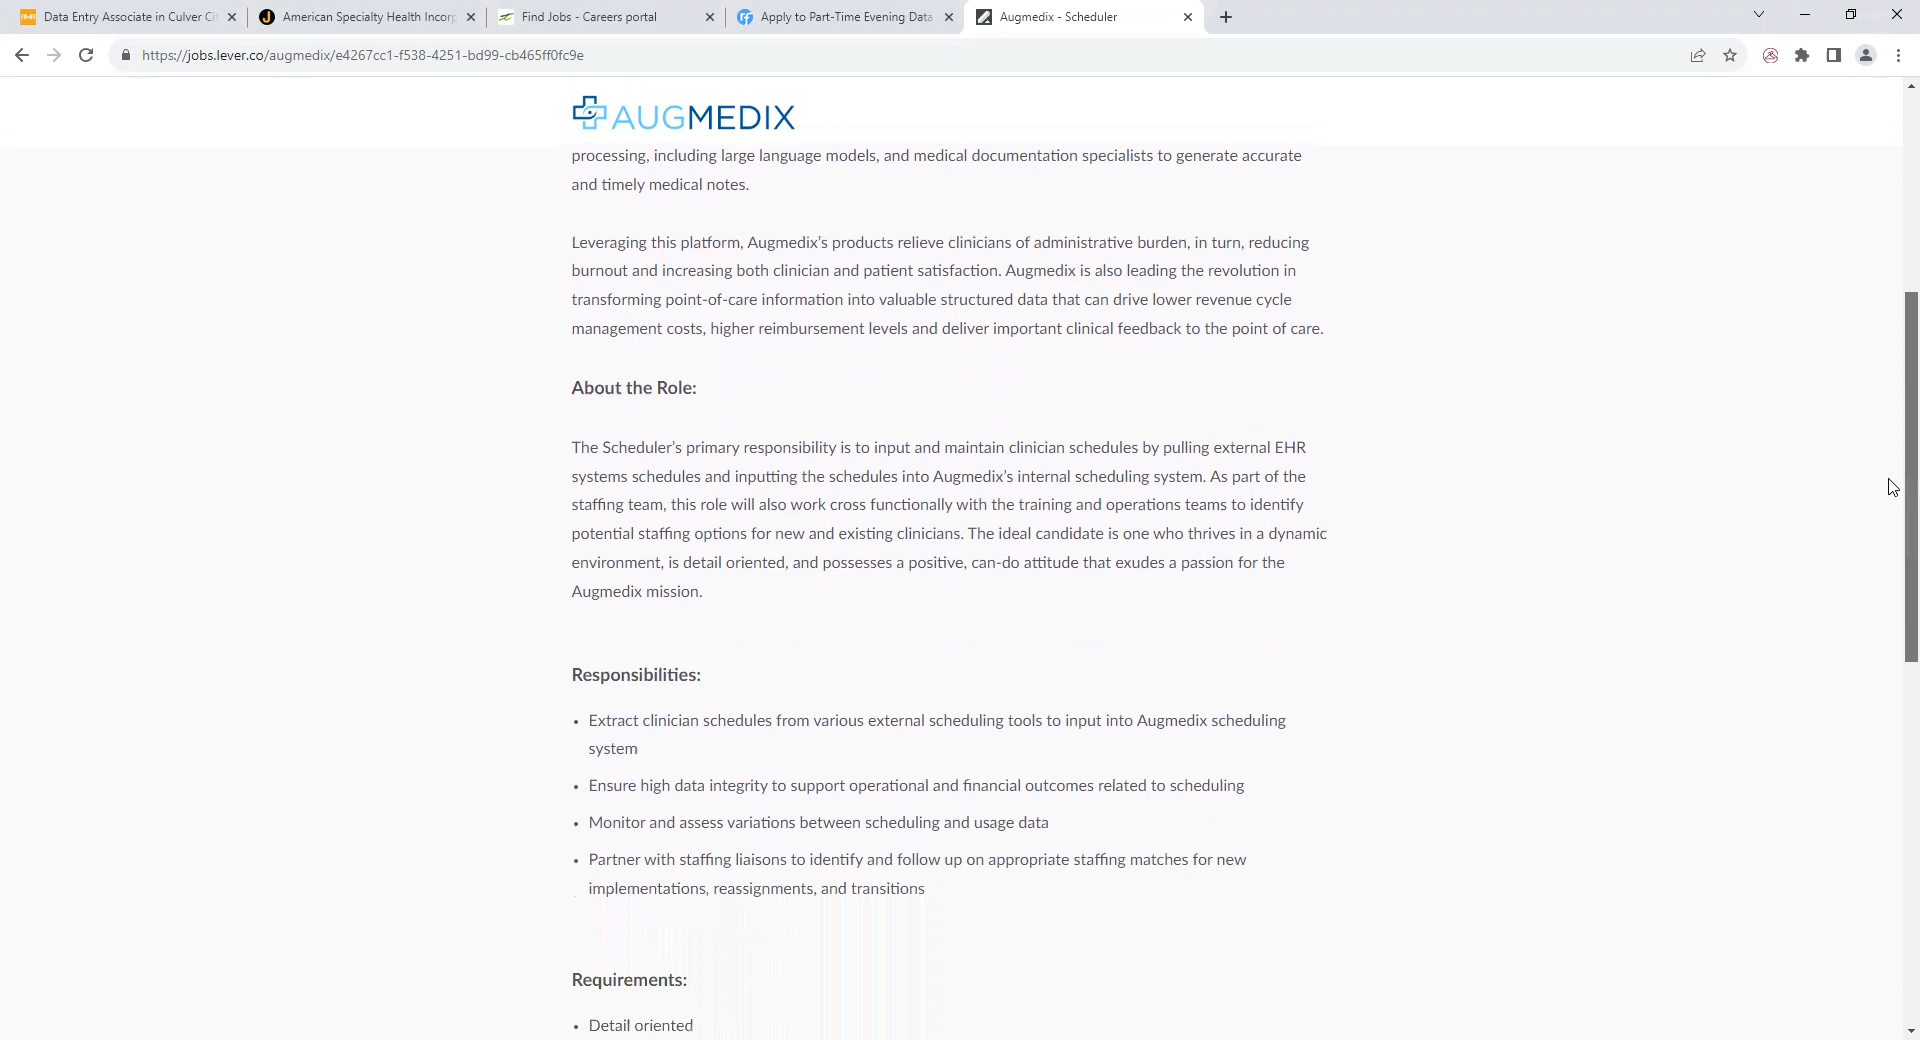 Data Entry Associate in Culver Ci
American Specialty Health Incorp
Find Jobs - Careers portal
Apply to Part-Time Evening Data
Augmedix - Scheduler
https://jobs.lever.co/augmedix/e4267cc1-f538-4251-bd99-cb465ff0fc9e
AUGMEDIX
processing, including large language models, and medical documentation specialists to generate accurate
and timely medical notes.
Leveraging this platform, Augmedix’s products relieve clinicians of administrative burden, in turn, reducing
burnout and increasing both clinician and patient satisfaction. Augmedix is also leading the revolution in
transforming point-of-care information into valuable structured data that can drive lower revenue cycle
management costs, higher reimbursement levels and deliver important clinical feedback to the point of care.
About the Role:
The Scheduler’s primary responsibility is to input and maintain clinician schedules by pulling external EHR
systems schedules and inputting the schedules into Augmedix’s internal scheduling system. As part of the
staffing team, this role will also work cross functionally with the training and operations teams to identify
potential staffing options for new and existing clinicians. The ideal candidate is one who thrives in a dynamic
environment, is detail oriented, and possesses a positive, can-do attitude that exudes a passion for the
Augmedix mission.
Responsibilities:
• Extract clinician schedules from various external scheduling tools to input into Augmedix scheduling
system
• Ensure high data integrity to support operational and financial outcomes related to scheduling
• Monitor and assess variations between scheduling and usage data
• Partner with staffing liaisons to identify and follow up on appropriate staffing matches for new
implementations, reassignments, and transitions
Requirements:
• Detail oriented